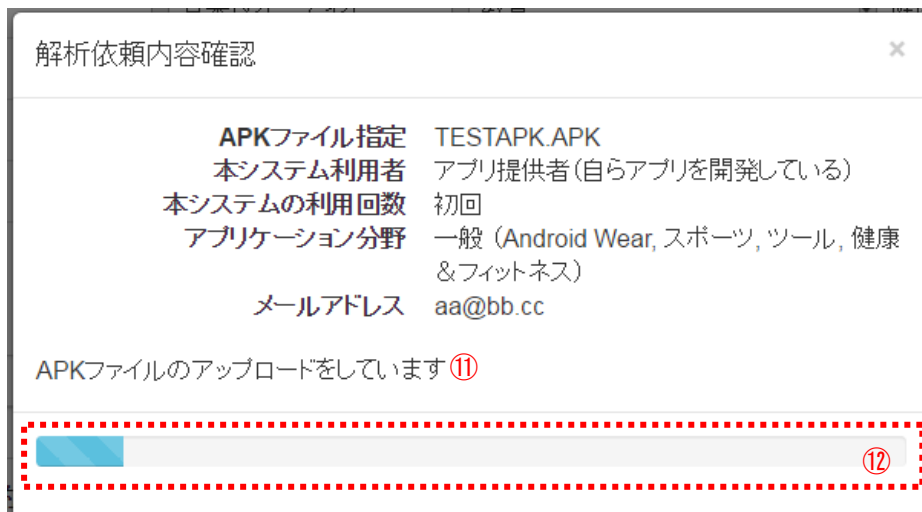 解析依頼内容確認 ×
APKファイル指定 TESTAPK.APK
本システム利用者 アプリ提供者(自らアプリを開発している)
本システムの利用回数 初回
アプリケーション分野 一般 (Android Wear, スポーツ, ツール, 健康
&フィットネス)
メールアドレス aa@bb.cc
APKファイルのアップロードをしています ⑪
⑫